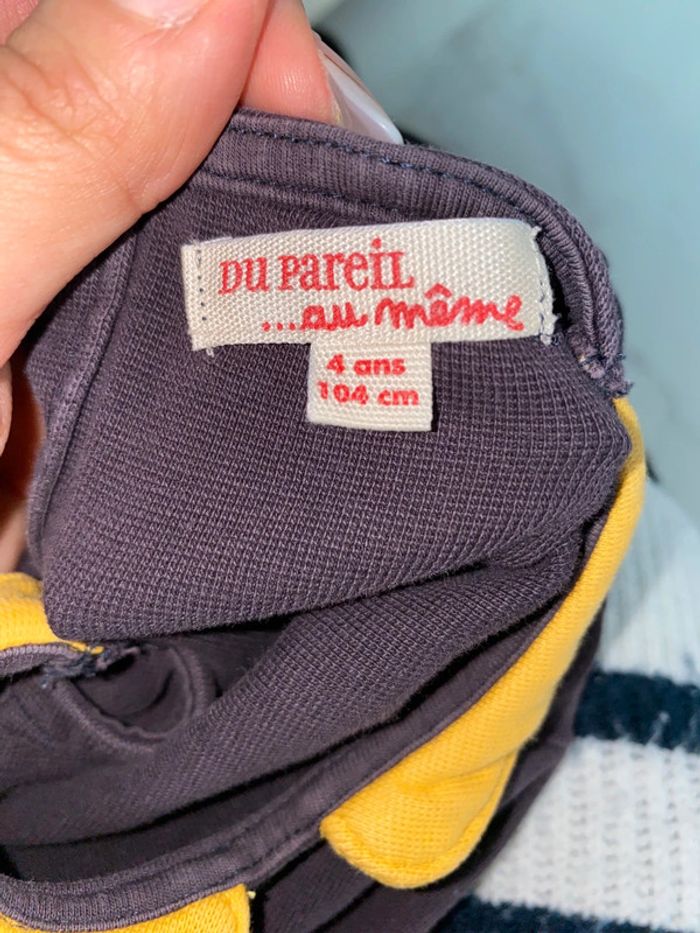 DU PAREIL
...au même
4 ans
104 cm